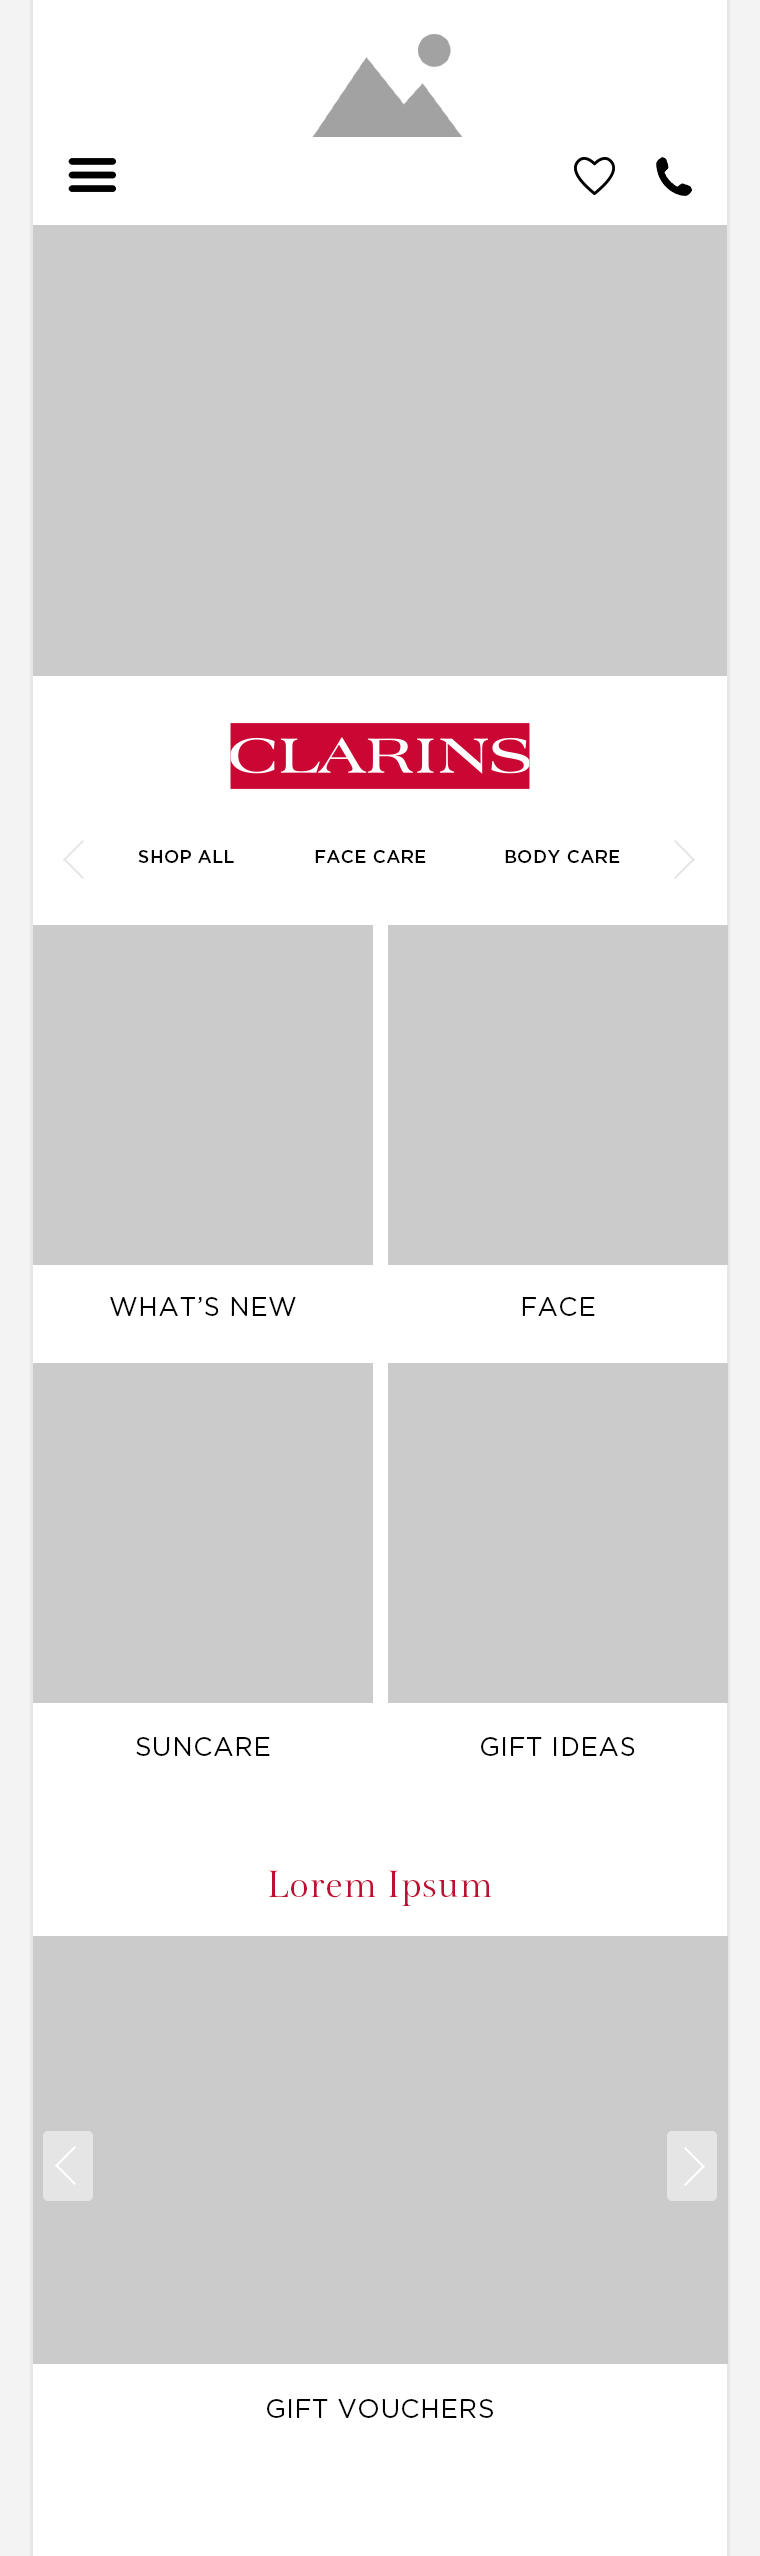 CLARINS
SHOP ALL FACE CARE BODY CARE
WHAT’S NEW FACE
SUNCARE GIFT IDEAS
Lorem Ipsum
GIFT VOUCHERS